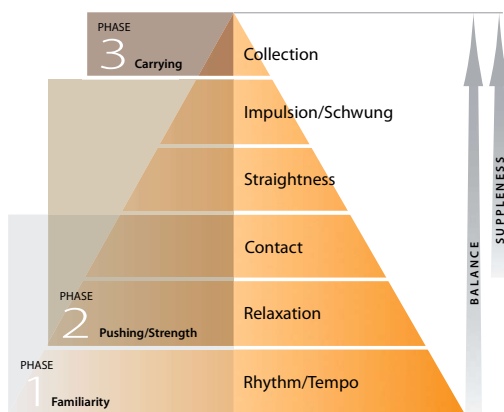 PHASE
3 Carrying
Collection
Impulsion/Schwung
Straightness
Contact
PHASE
2 Pushing/Strength
Relaxation
PHASE
1 Familiarity
Rhythm/Tempo
BALANCE
SUPPLENESS